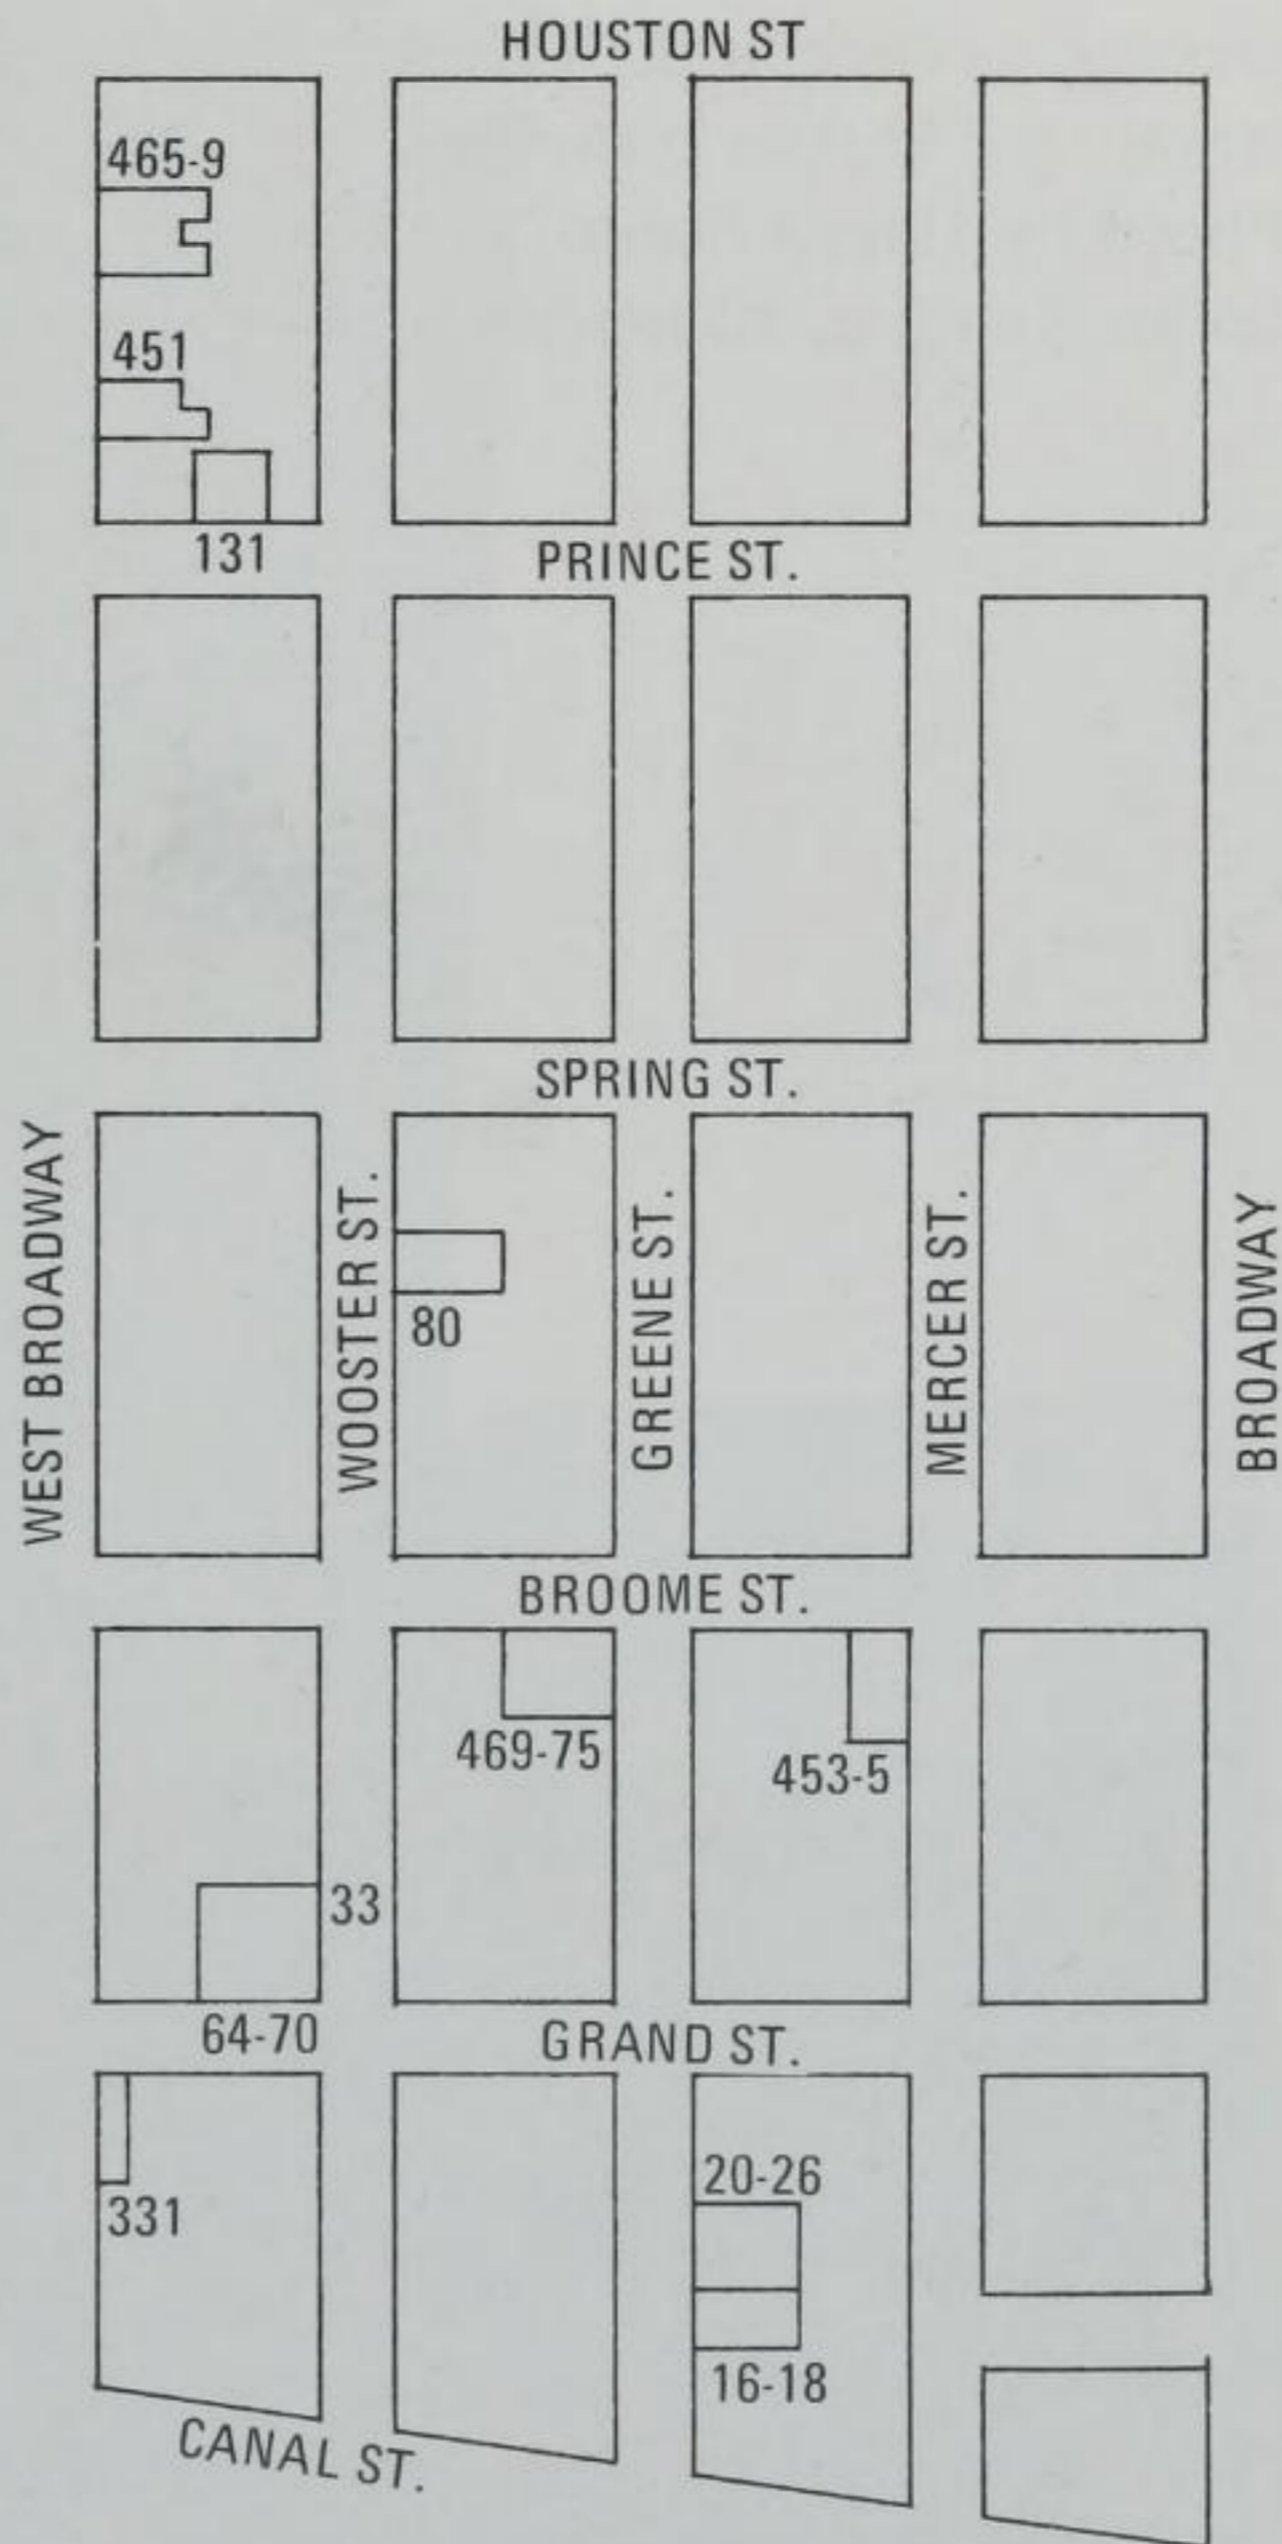 HOUSTON ST
465-9
451
131
PRINCE ST.
SPRING ST.
WEST BROADWAY
WOOSTER ST.
80
GREENE ST.
MERCER ST.
BROADWAY
BROOME ST.
469-75
453-5
33
64-70
GRAND ST.
331
20-26
16-18
CANAL ST.